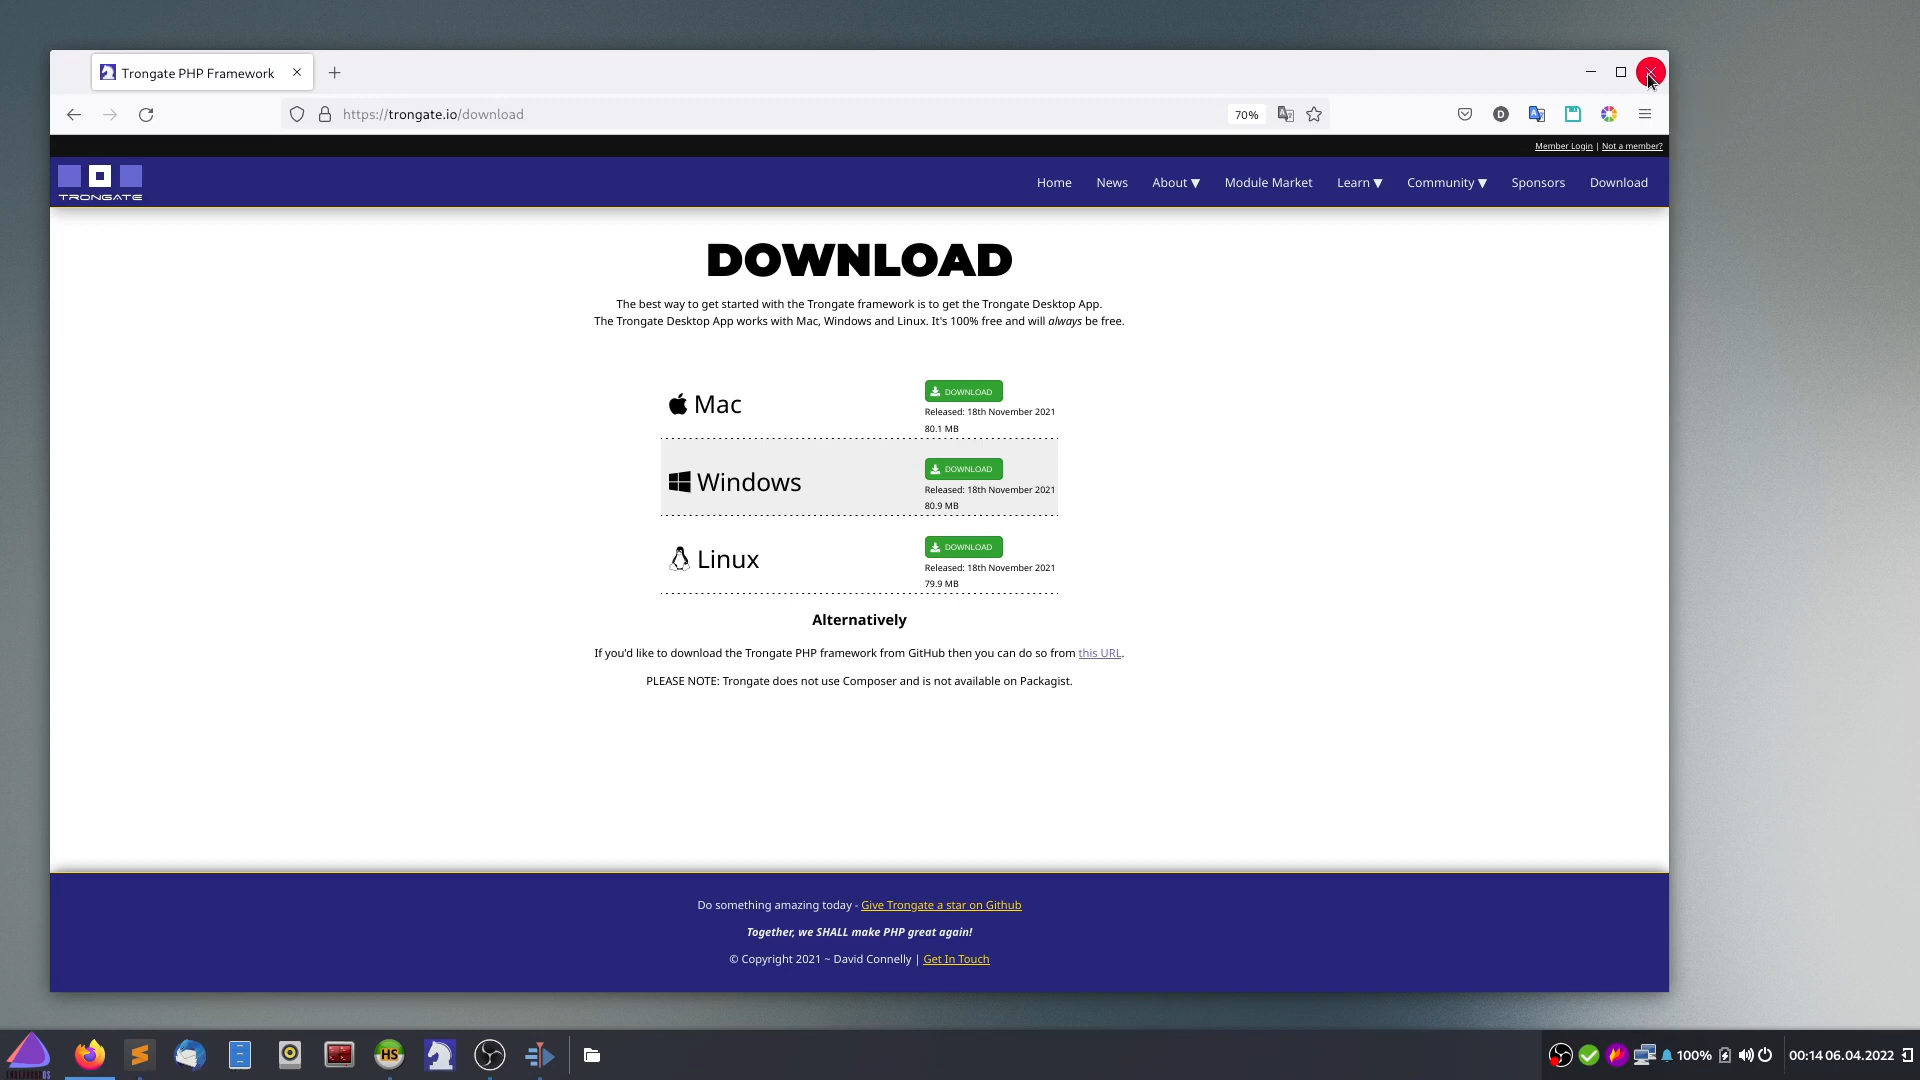 Trongate PHP Framework
https://trongate.io/download
70%
D
Member Login | Not a member?
TRONGATE
Home
News
About ▼
Module Market
Learn ▼
Community ▼
Sponsors
Download
DOWNLOAD
The best way to get started with the Trongate framework is to get the Trongate Desktop App.
The Trongate Desktop App works with Mac, Windows and Linux. It's 100% free and will always be free.
Mac
DOWNLOAD
Released: 18th November 2021
80.1 MB
Windows
DOWNLOAD
Released: 18th November 2021
80.9 MB
Linux
DOWNLOAD
Released: 18th November 2021
79.9 MB
Alternatively
If you'd like to download the Trongate PHP framework from GitHub then you can do so from this URL.
PLEASE NOTE: Trongate does not use Composer and is not available on Packagist.
Do something amazing today - Give Trongate a star on Github
Together, we SHALL make PHP great again!
© Copyright 2021 ~ David Connelly | Get In Touch
HS
100%
00:14 06.04.2022